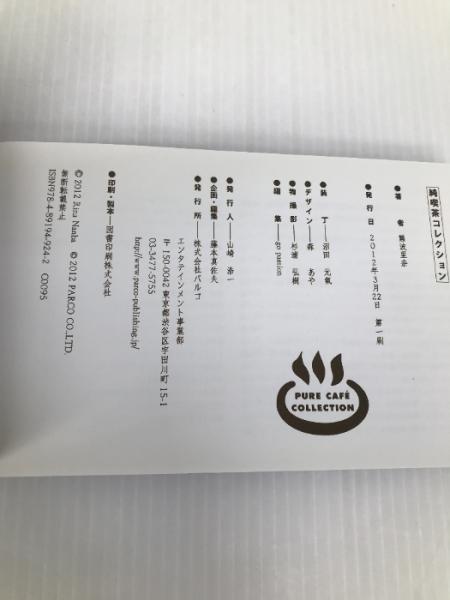 純喫茶コレクション
●著　者　難波里奈
●発行日　2012年3月22日　第一刷
●装　丁　沼田 元氣
●デザイン　森　あや
●物撮影　杉浦 弘樹
●編　集　go passion
●発行人　山崎 浩一
●企画・編集　藤本真佐夫
●発行所　株式会社パルコ
エンタテインメント事業部
〒150-0042 東京都渋谷区宇田川町 15-1
03-3477-5755
http://www.parco-publishing.jp/
●印刷・製本　図書印刷株式会社
© 2012 Rina Nanba　© 2012 PARCO CO.,LTD.
無断転載禁止
ISBN978-4-89194-924-2　C0095
PURE CAFÉ
COLLECTION